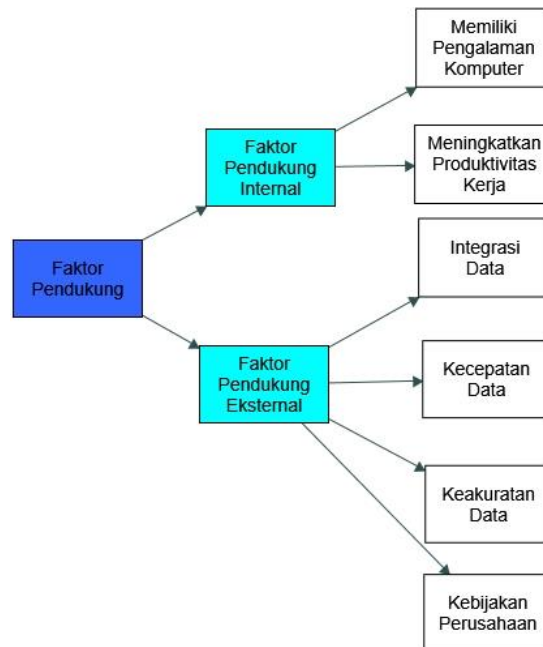 Memiliki
Pengalaman
Komputer
Faktor
Pendukung
Internal
Meningkatkan
Produktivitas
Kerja
Faktor
Pendukung
Integrasi
Data
Faktor
Pendukung
Eksternal
Kecepatan
Data
Keakuratan
Data
Kebijakan
Perusahaan